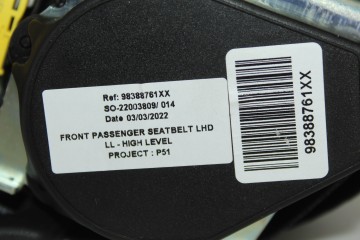 Ref: 98388761XX
SO-22003809/ 014
Date 03/03/2022
FRONT PASSENGER SEATBELT LHD
LL - HIGH LEVEL
PROJECT : P51
98388761XX